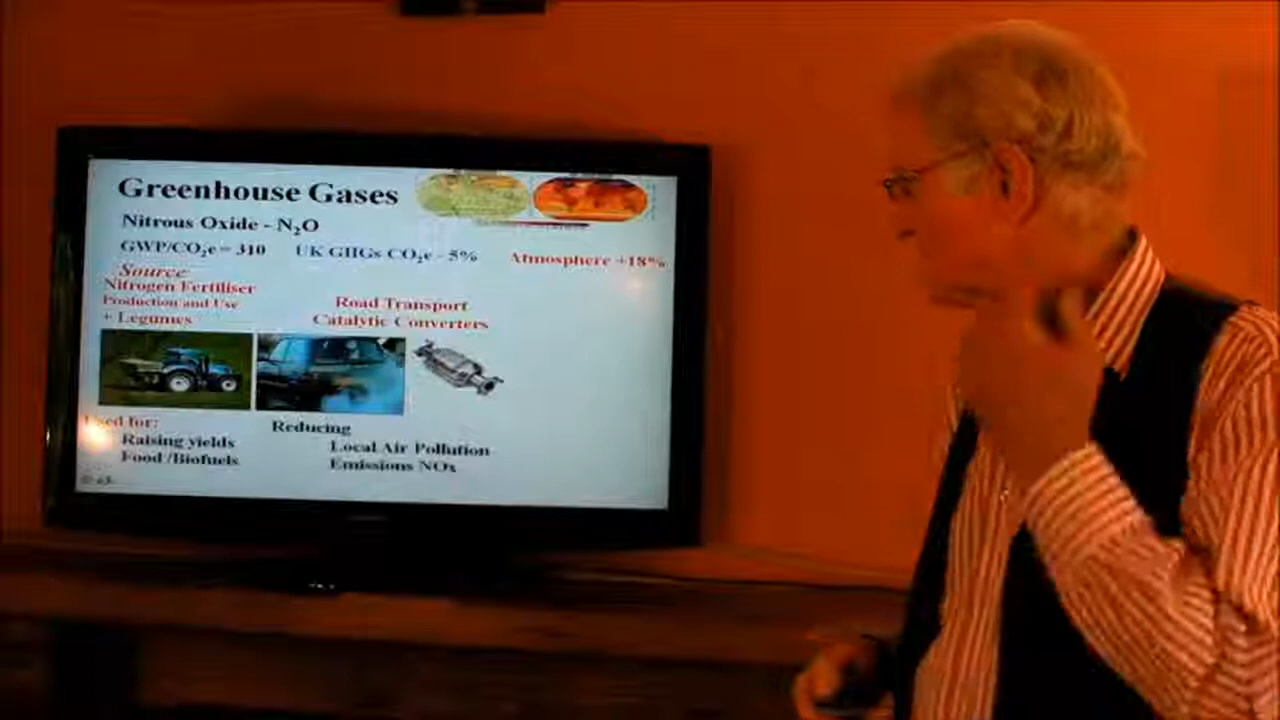 Greenhouse Gases
Nitrous Oxide - N₂O
GWP/CO₂e = 310 UK GHGs CO₂e - 5% Atmosphere +18%
Source
Nitrogen Fertiliser
Production and Use
+ Legumes
Road Transport
Catalytic Converters
Used for:
Raising yields
Food /Biofuels
Reducing
Local Air Pollution
Emissions NOx